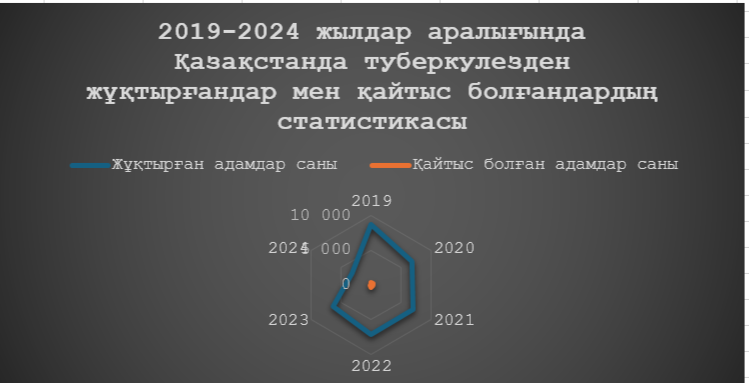 2019-2024 жылдар аралығында
Қазақстанда туберкулезден
жұқтырғандар мен қайтыс болғандардың
статистикасы
Жұқтырған адамдар саны
Қайтыс болған адамдар саны
2019
10 000
2024
5 000
2020
0
2023
2021
2022